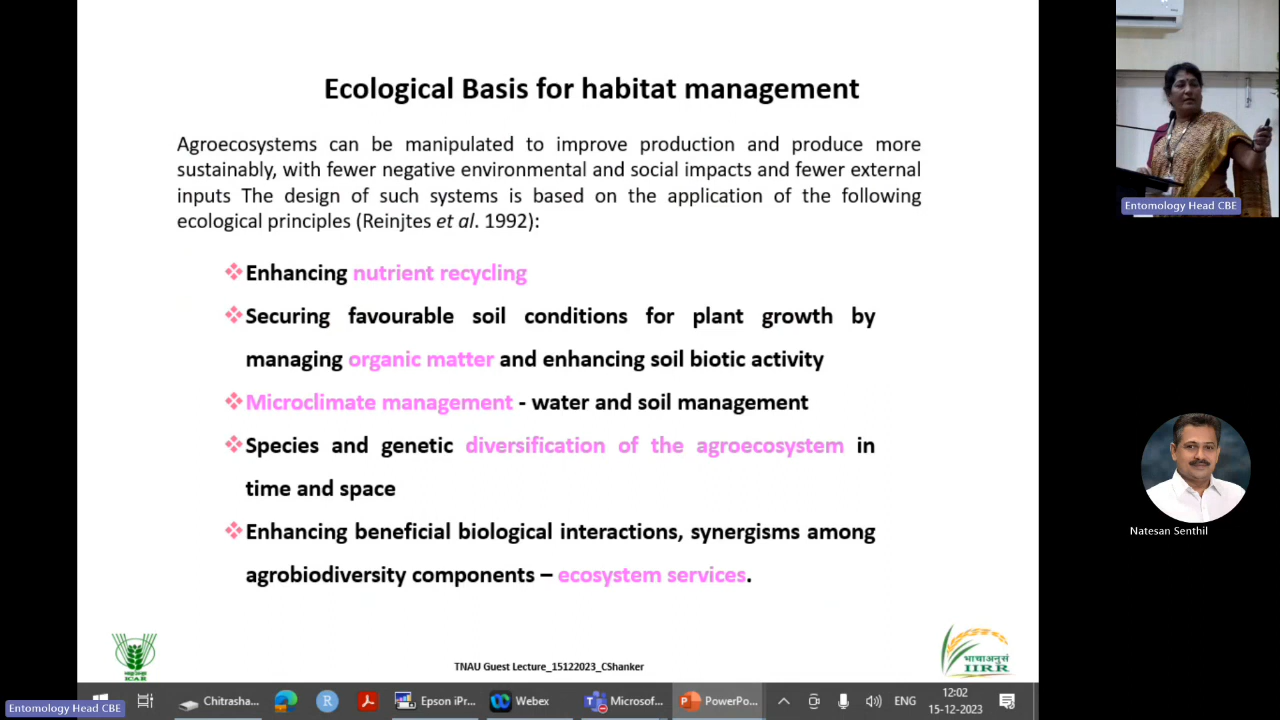 Ecological Basis for habitat management
Agroecosystems can be manipulated to improve production and produce more
sustainably, with fewer negative environmental and social impacts and fewer external
inputs The design of such systems is based on the application of the following
ecological principles (Reinjtes et al. 1992):
❖Enhancing nutrient recycling
❖Securing favourable soil conditions for plant growth by
managing organic matter and enhancing soil biotic activity
❖Microclimate management - water and soil management
❖Species and genetic diversification of the agroecosystem in
time and space
❖Enhancing beneficial biological interactions, synergisms among
agrobiodiversity components – ecosystem services.
ICAR
TNAU Guest Lecture_15122023_CShanker
भाचाअनुसं
IIRR
Entomology Head CBE
Natesan Senthil
Entomology Head CBE
Chitrasha...
R
Epson iPr...
Webex
Microsof...
PowerPo...
ENG
12:02
15-12-2023